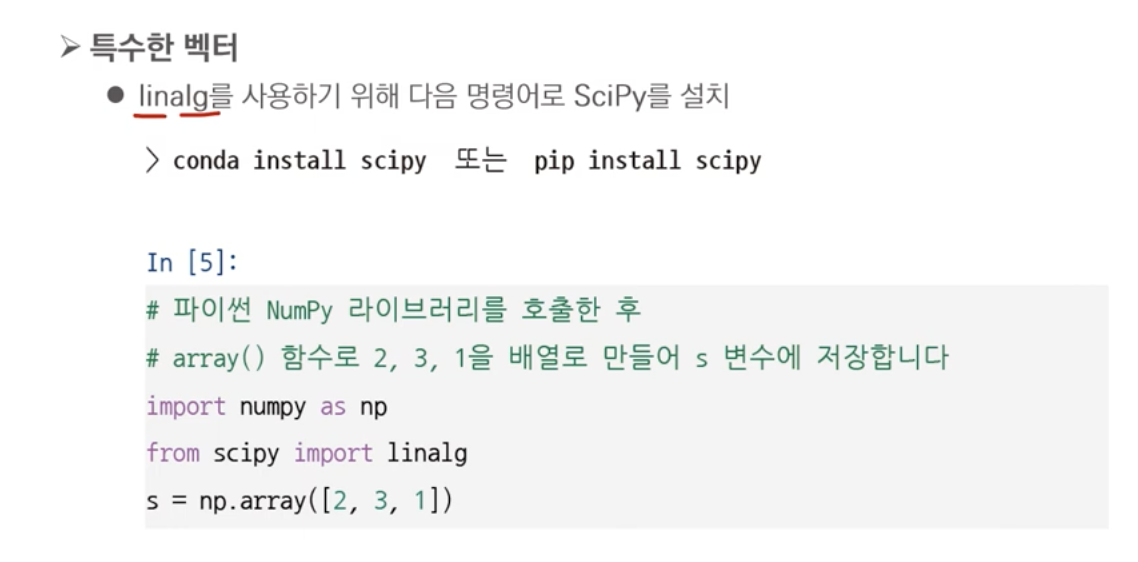 ➢ 특수한 벡터
● linalg를 사용하기 위해 다음 명령어로 SciPy를 설치
> conda install scipy 또는 pip install scipy
In [5]:
# 파이썬 NumPy 라이브러리를 호출한 후
# array() 함수로 2, 3, 1을 배열로 만들어 s 변수에 저장합니다
import numpy as np
from scipy import linalg
s = np.array([2, 3, 1])